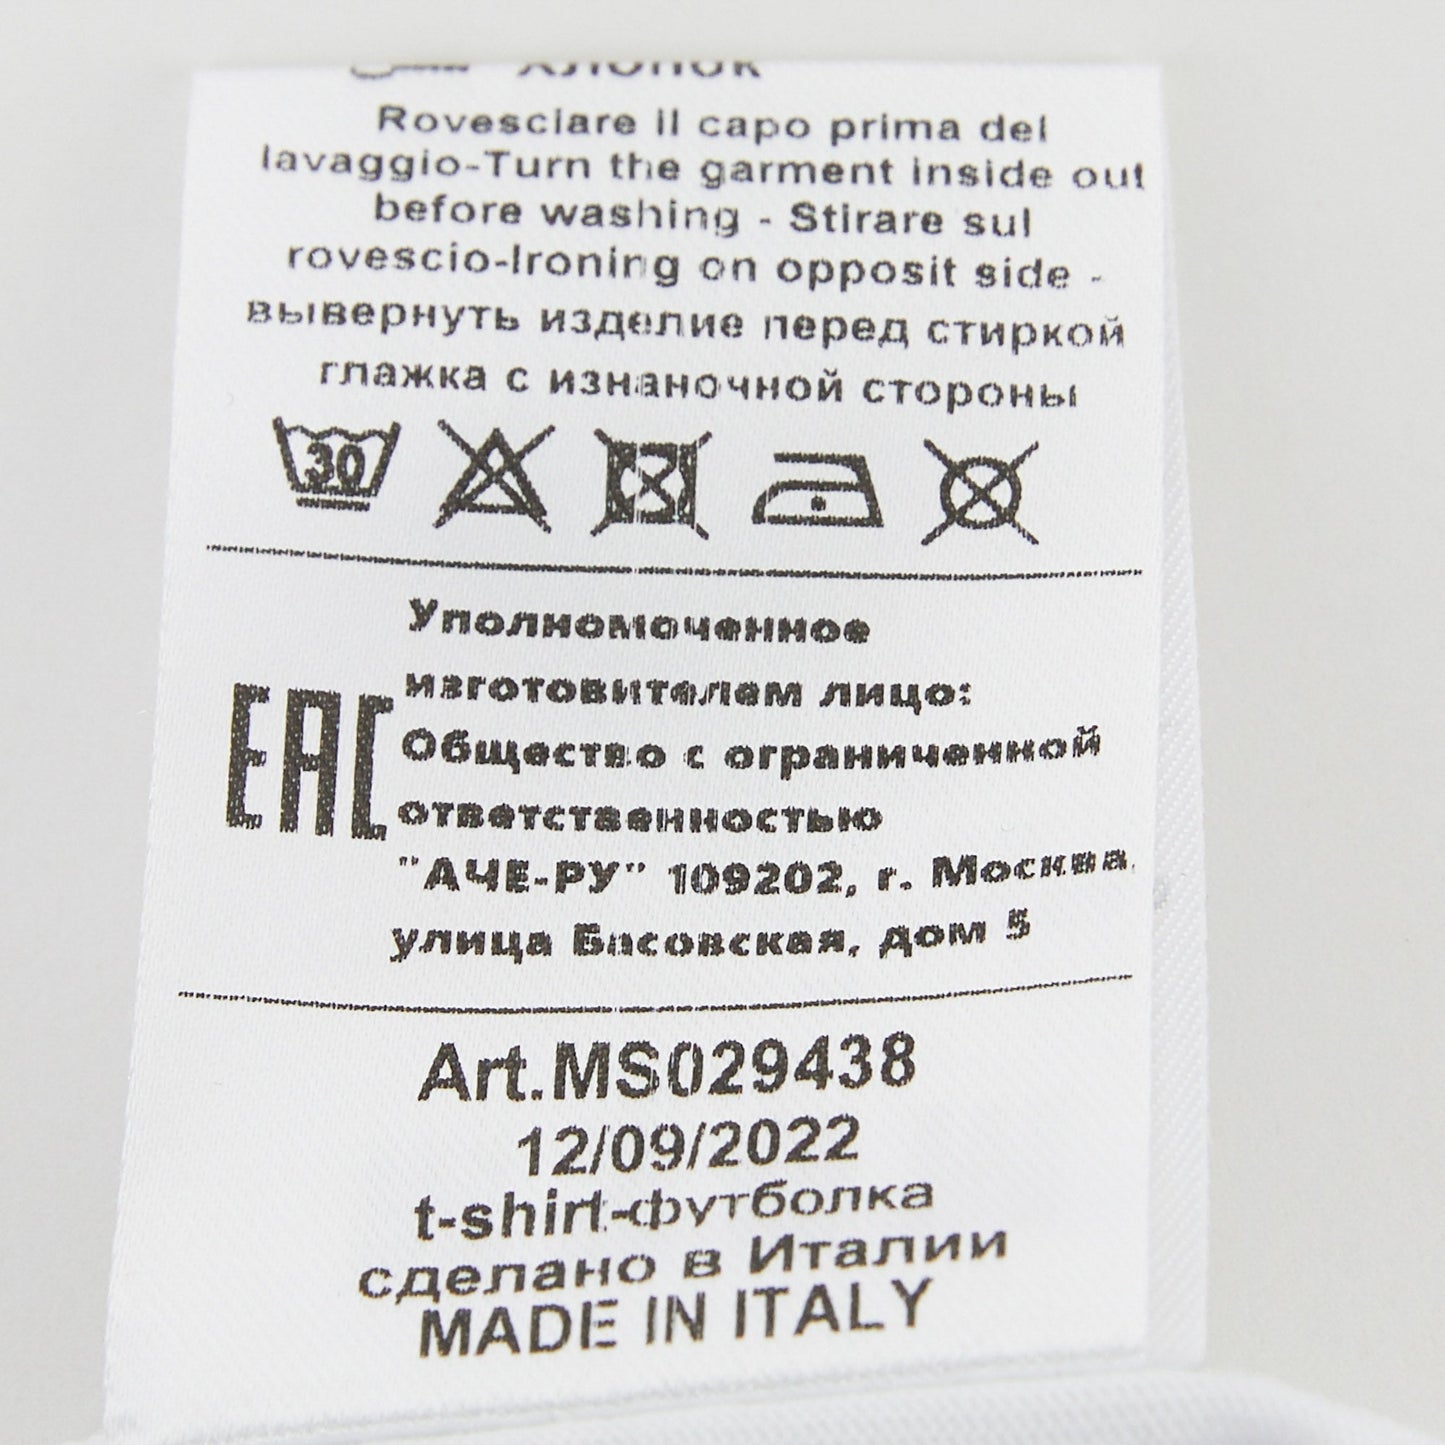 хлопок
Rovesciare il capo prima del
lavaggio-Turn the garment inside out
before washing - Stirare sul
rovescio-Ironing on opposit side -
вывернуть изделие перед стиркой
глажка с изнаночной стороны
30
Уполномоченное
изготовителем лицо:
EAC
Общество с ограниченной
ответственностью
"АЧЕ-РУ" 109202, г. Москва,
улица Басовская, дом 5
Art.MS029438
12/09/2022
t-shirt-футболка
сделано в Италии
MADE IN ITALY